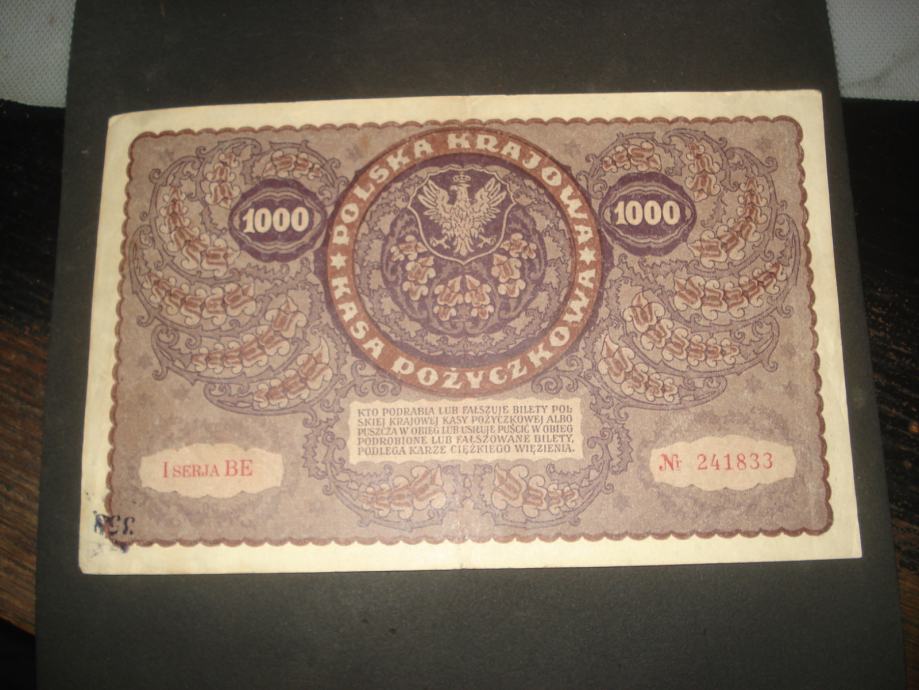 POLSKA KRAJOWA
KASA POŻYCZKOWA
1000
1000
KTO PODRABIA LUB FAŁSZUJE BILETY POL-
SKIEJ KRAJOWEJ KASY POŻYCZKOWEJ ALBO
PUSZCZA W OBIEG LUB USIŁUJE PUŚCIĆ W OBIEG
PODROBIONE LUB FAŁSZOWANE BILETY,
PODLEGA KARZE CIĘŻKIEGO WIĘZIENIA.
I SERJA BE
Nr 241833